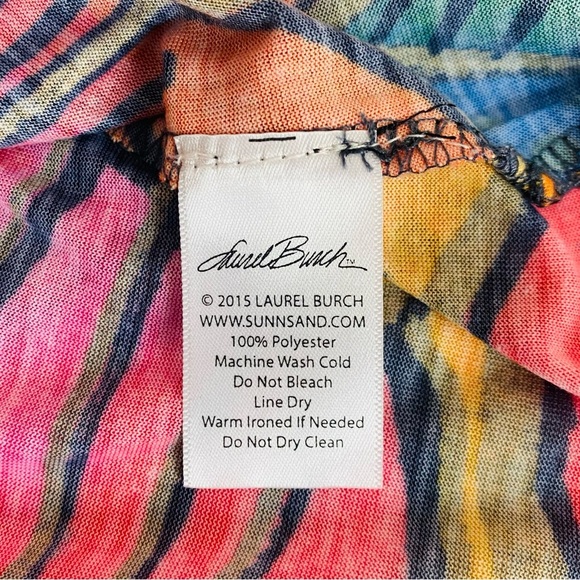 Laurel Burch TM
© 2015 LAUREL BURCH
WWW.SUNNSAND.COM
100% Polyester
Machine Wash Cold
Do Not Bleach
Line Dry
Warm Ironed If Needed
Do Not Dry Clean